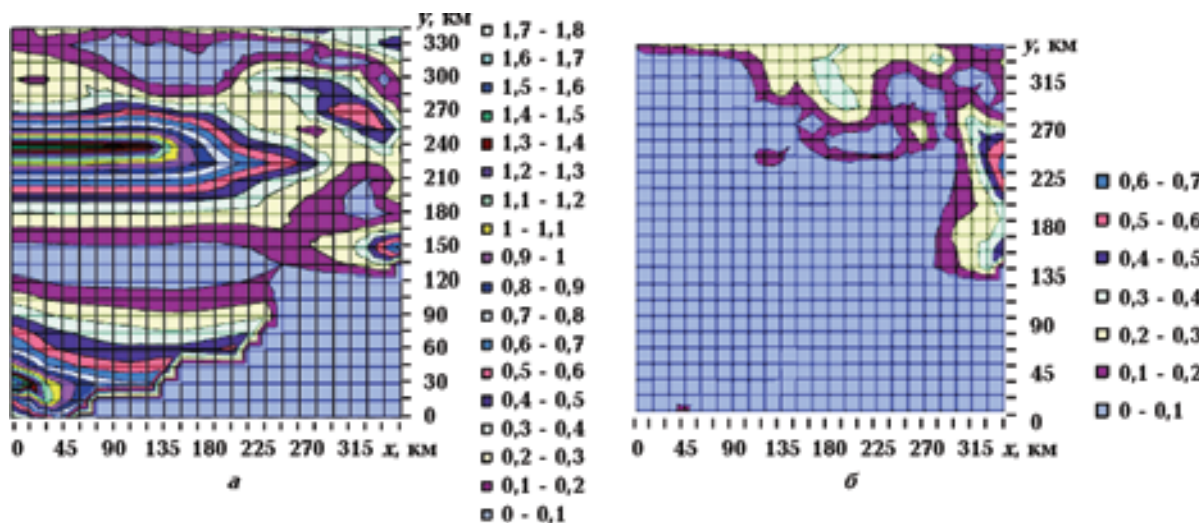 y, км
330
300
270
240
210
180
150
120
90
60
30
0
0 45 90 135 180 225 270 315 x, км
а
1,7 - 1,8
1,6 - 1,7
1,5 - 1,6
1,4 - 1,5
1,3 - 1,4
1,2 - 1,3
1,1 - 1,2
1 - 1,1
0,9 - 1
0,8 - 0,9
0,7 - 0,8
0,6 - 0,7
0,5 - 0,6
0,4 - 0,5
0,3 - 0,4
0,2 - 0,3
0,1 - 0,2
0 - 0,1
y, км
315
270
225
180
135
90
45
0
0 45 90 135 180 225 270 315 x, км
б
0,6 - 0,7
0,5 - 0,6
0,4 - 0,5
0,3 - 0,4
0,2 - 0,3
0,1 - 0,2
0 - 0,1